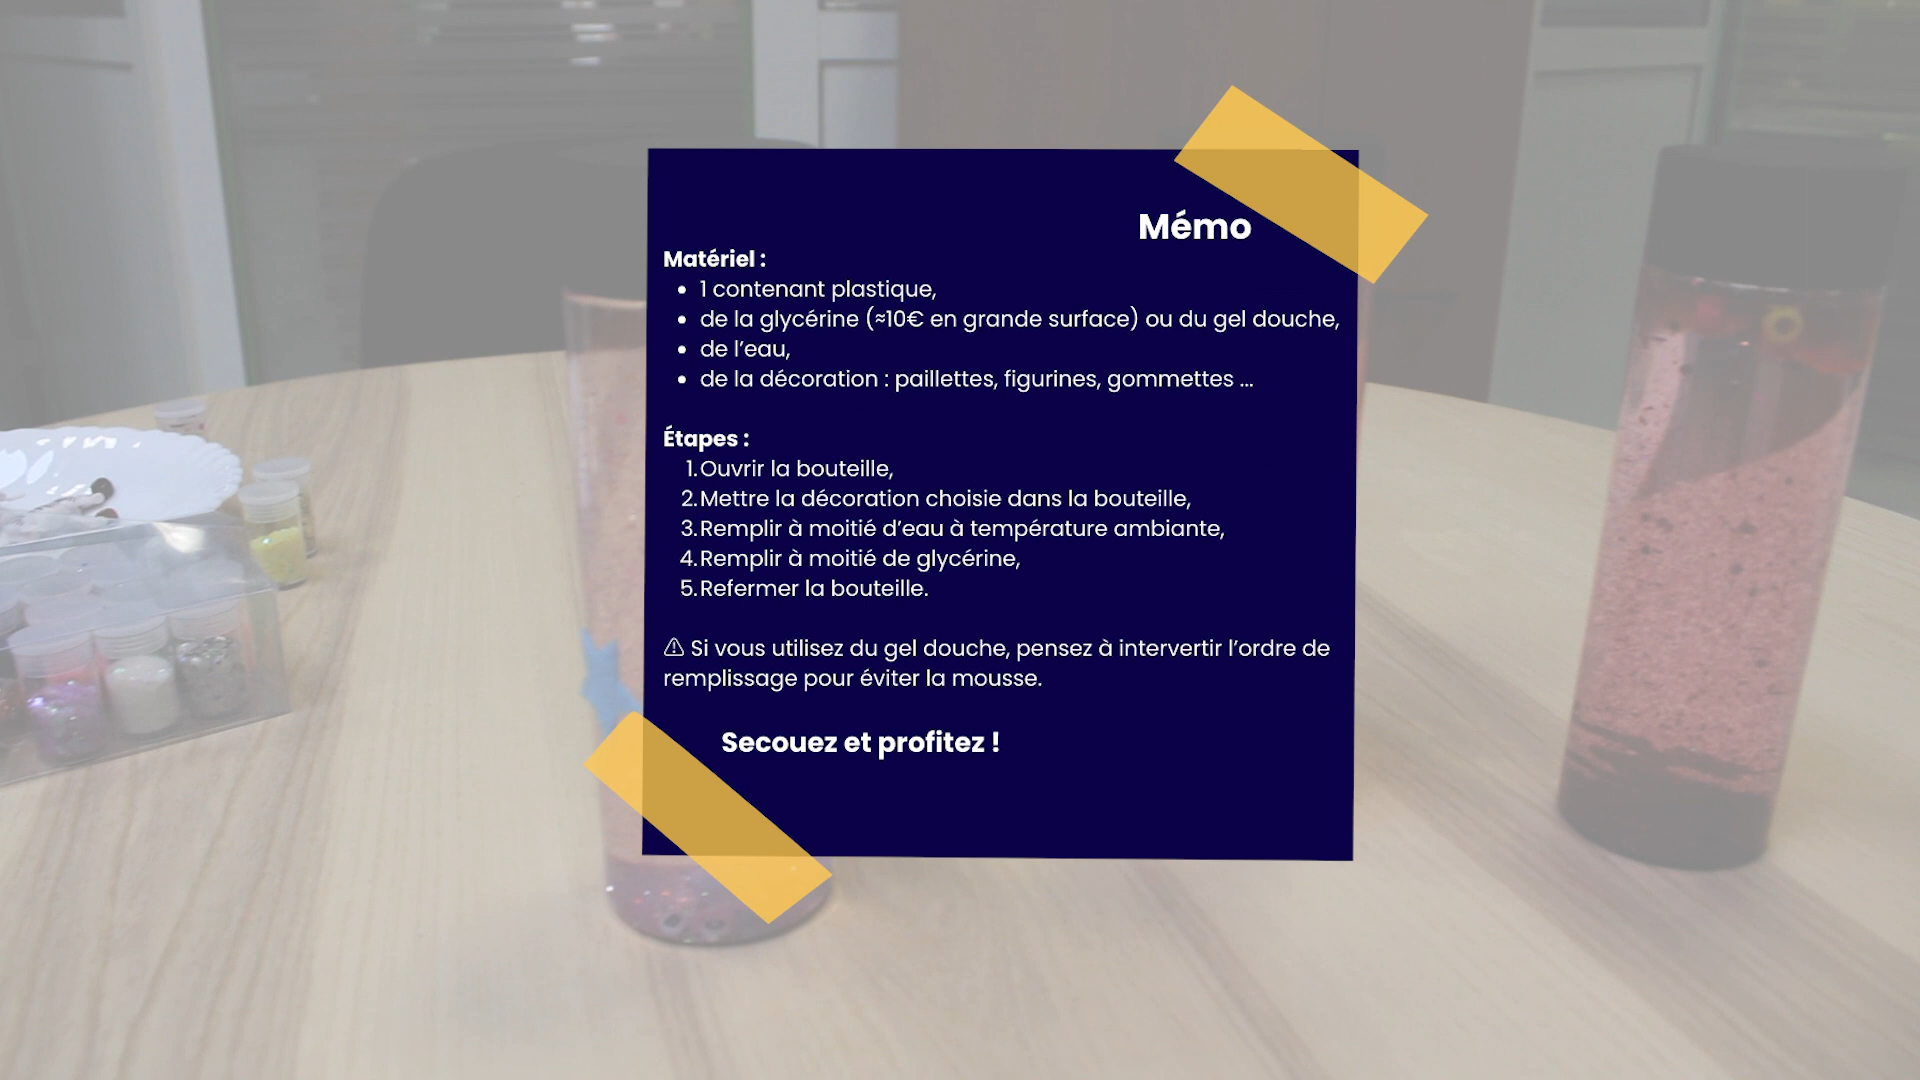 Mémo
Matériel :
• 1 contenant plastique,
• de la glycérine (≈10€ en grande surface) ou du gel douche,
• de l’eau,
• de la décoration : paillettes, figurines, gommettes ...
Étapes :
1. Ouvrir la bouteille,
2. Mettre la décoration choisie dans la bouteille,
3. Remplir à moitié d’eau à température ambiante,
4. Remplir à moitié de glycérine,
5. Refermer la bouteille.
⚠ Si vous utilisez du gel douche, pensez à intervertir l’ordre de
remplissage pour éviter la mousse.
Secouez et profitez !